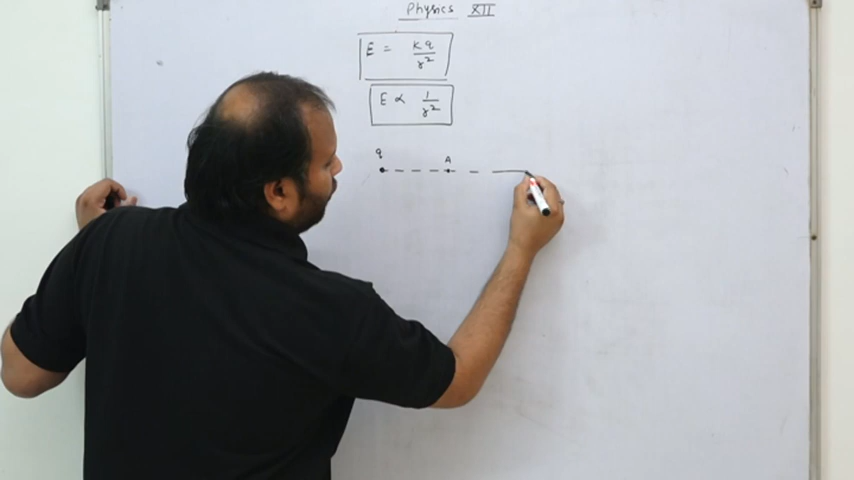 Physics XII
E = Kq/r²
E ∝ 1/r²
q A